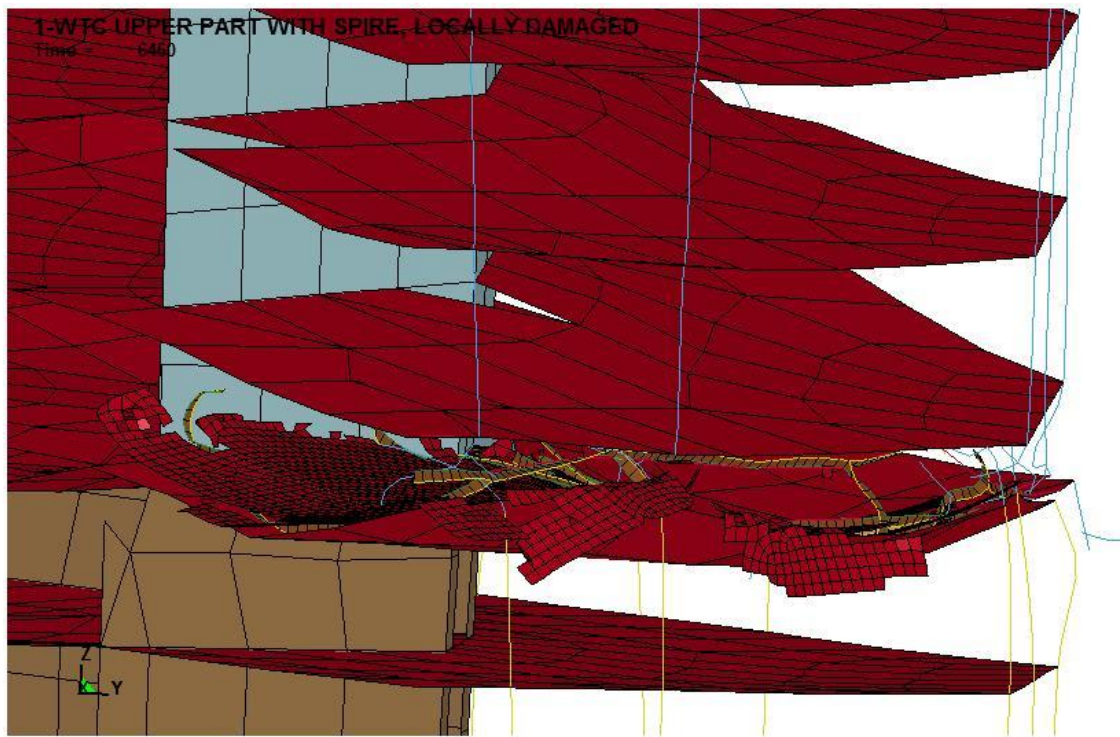 1-WTC UPPER PART WITH SPIRE, LOCALLY DAMAGED
Time = 6460
Z
Y